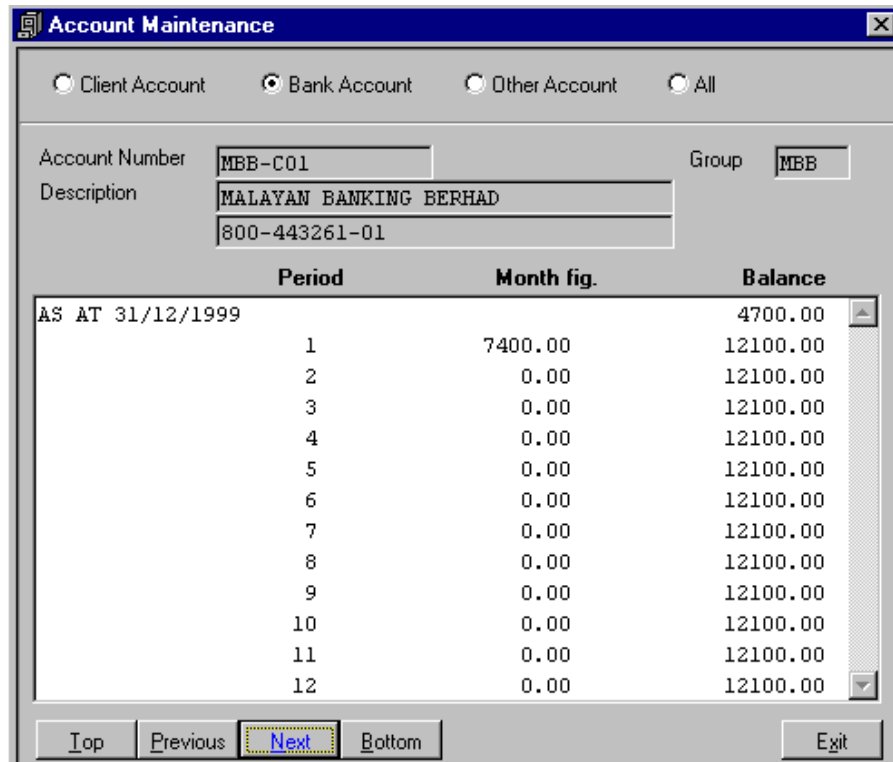 Account Maintenance
Client Account Bank Account Other Account All
Account Number MBB-C01 Group MBB
Description MALAYAN BANKING BERHAD
800-443261-01
Period Month fig. Balance
AS AT 31/12/1999 4700.00
1 7400.00 12100.00
2 0.00 12100.00
3 0.00 12100.00
4 0.00 12100.00
5 0.00 12100.00
6 0.00 12100.00
7 0.00 12100.00
8 0.00 12100.00
9 0.00 12100.00
10 0.00 12100.00
11 0.00 12100.00
12 0.00 12100.00
Top Previous Next Bottom Exit